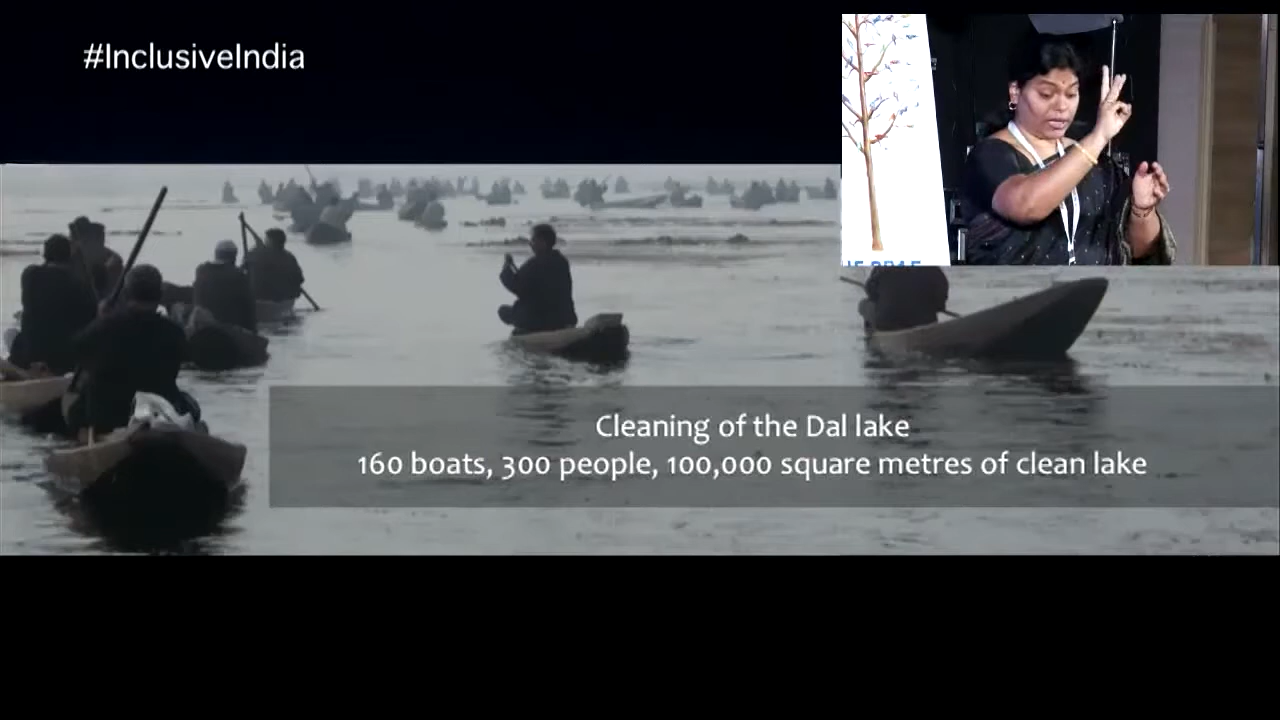 #InclusiveIndia
Cleaning of the Dal lake
160 boats, 300 people, 100,000 square metres of clean lake